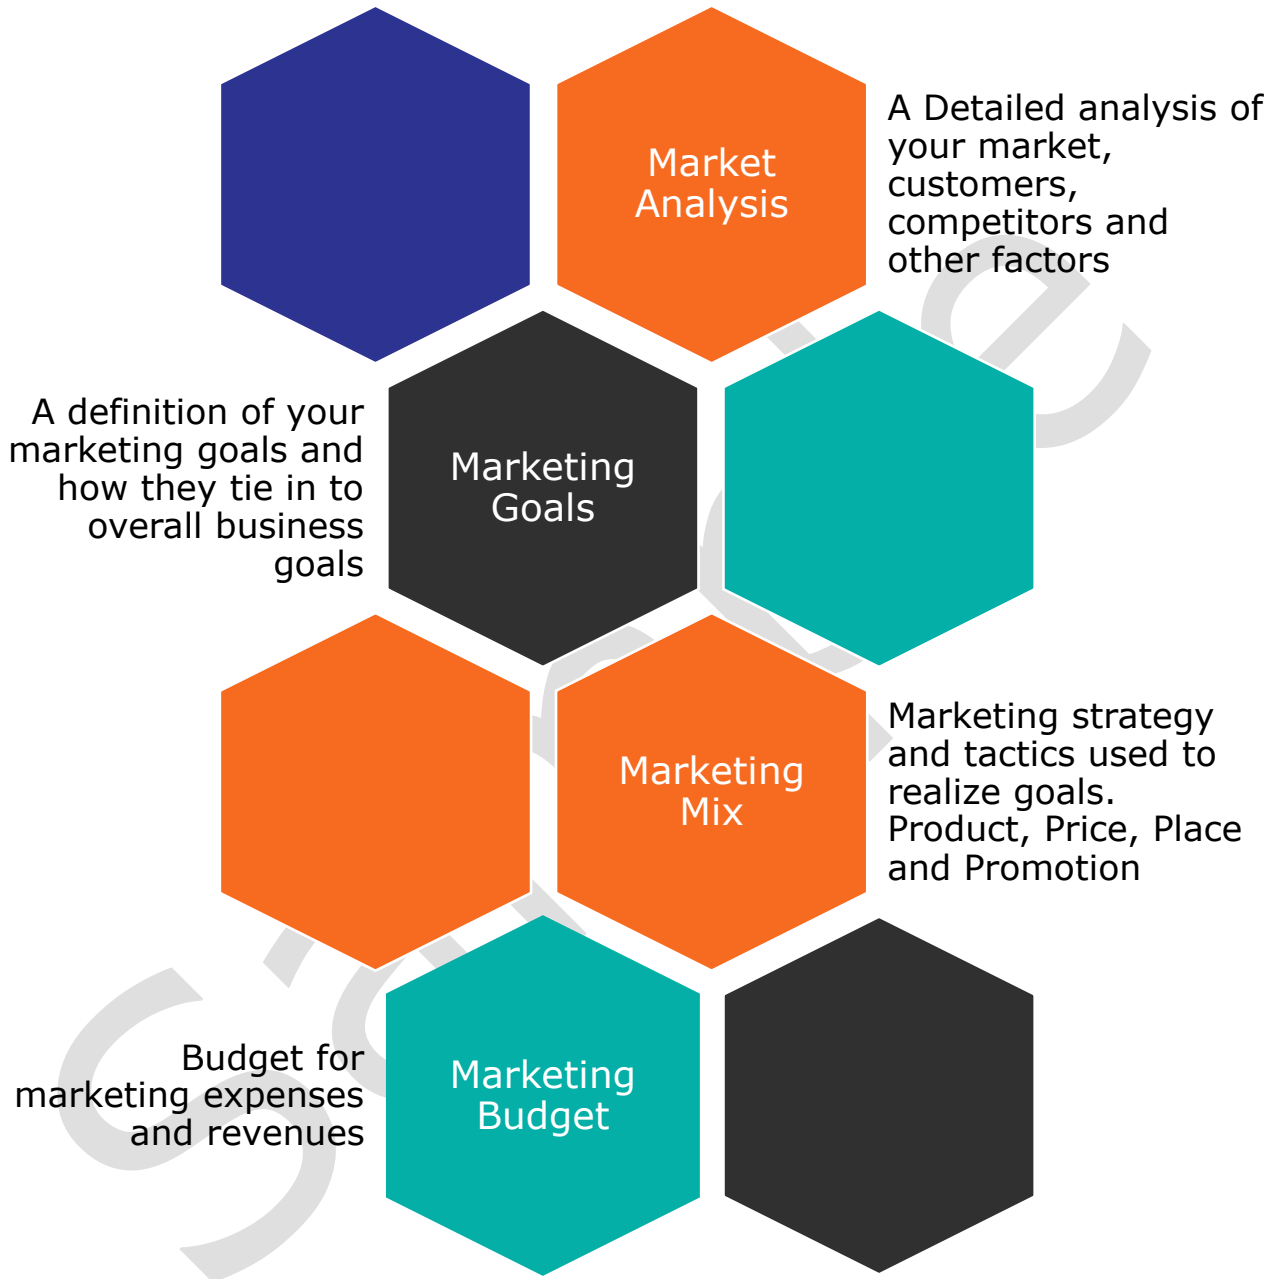 Market
Analysis
A Detailed analysis of
your market,
customers,
competitors and
other factors
A definition of your
marketing goals and
how they tie in to
overall business
goals
Marketing
Goals
Marketing
Mix
Marketing strategy
and tactics used to
realize goals.
Product, Price, Place
and Promotion
Budget for
marketing expenses
and revenues
Marketing
Budget
Sample